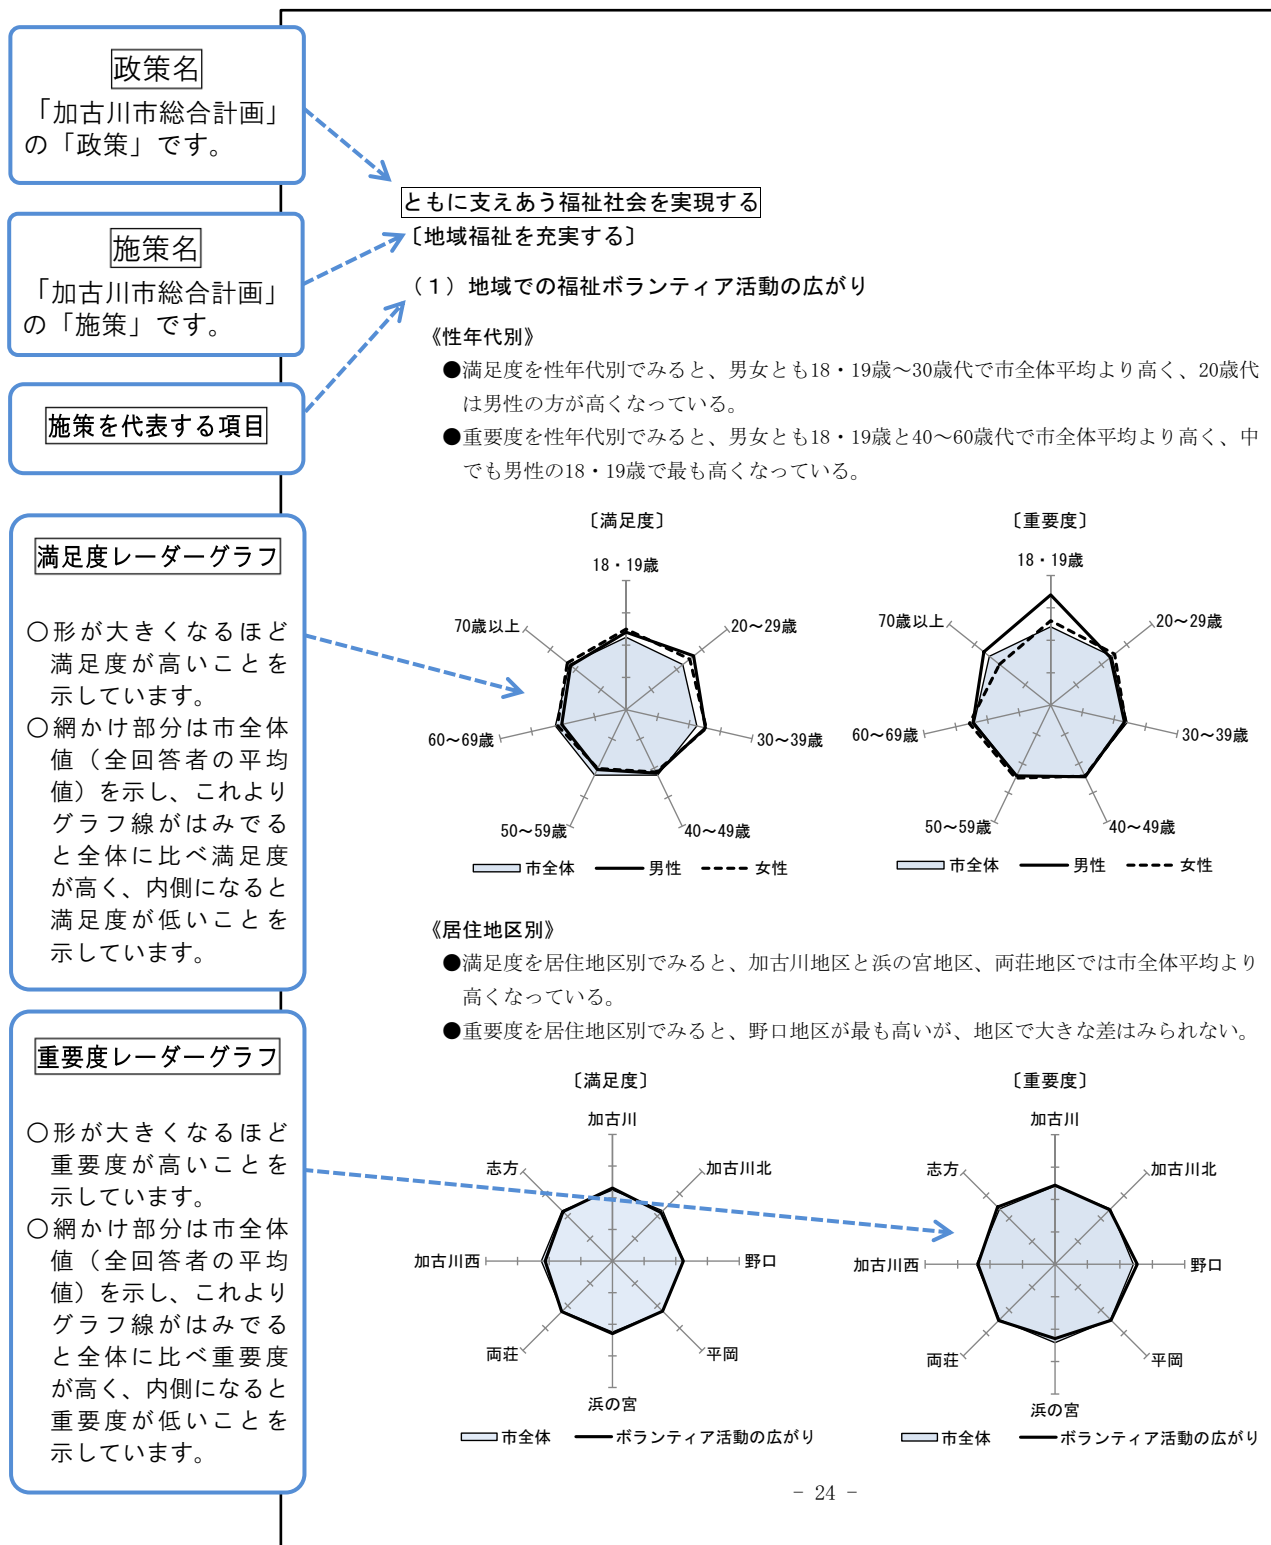 政策名
「加古川市総合計画」
の「政策」です。
施策名
「加古川市総合計画」
の「施策」です。
施策を代表する項目
満足度レーダーグラフ
○形が大きくなるほど
満足度が高いことを
示しています。
○網かけ部分は市全体
値（全回答者の平均
値）を示し、これより
グラフ線がはみでる
と全体に比べ満足度
が高く、内側になると
満足度が低いことを
示しています。
重要度レーダーグラフ
○形が大きくなるほど
重要度が高いことを
示しています。
○網かけ部分は市全体
値（全回答者の平均
値）を示し、これより
グラフ線がはみでる
と全体に比べ重要度
が高く、内側になると
重要度が低いことを
示しています。
ともに支えあう福祉社会を実現する
〔地域福祉を充実する〕
（１）地域での福祉ボランティア活動の広がり
《性年代別》
●満足度を性年代別でみると、男女とも18・19歳～30歳代で市全体平均より高く、20歳代
は男性の方が高くなっている。
●重要度を性年代別でみると、男女とも18・19歳と40～60歳代で市全体平均より高く、中
でも男性の18・19歳で最も高くなっている。
〔満足度〕
18・19歳
20～29歳
30～39歳
40～49歳
50～59歳
60～69歳
70歳以上
市全体 男性 女性
〔重要度〕
18・19歳
20～29歳
30～39歳
40～49歳
50～59歳
60～69歳
70歳以上
市全体 男性 女性
《居住地区別》
●満足度を居住地区別でみると、加古川地区と浜の宮地区、両荘地区では市全体平均より
高くなっている。
●重要度を居住地区別でみると、野口地区が最も高いが、地区で大きな差はみられない。
〔満足度〕
加古川
加古川北
野口
平岡
浜の宮
両荘
加古川西
志方
市全体 ボランティア活動の広がり
〔重要度〕
加古川
加古川北
野口
平岡
浜の宮
両荘
加古川西
志方
市全体 ボランティア活動の広がり
－ 24 －